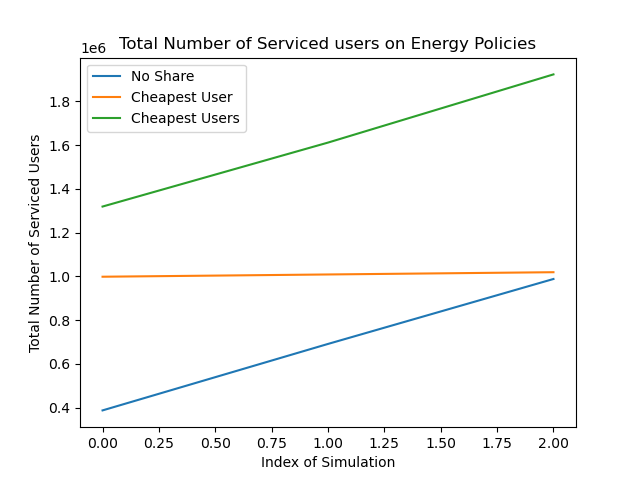 Total Number of Serviced users on Energy Policies
1e6
No Share
Cheapest User
Cheapest Users
1.8
1.6
1.4
1.2
1.0
0.8
0.6
0.4
Total Number of Serviced Users
0.00 0.25 0.50 0.75 1.00 1.25 1.50 1.75 2.00
Index of Simulation